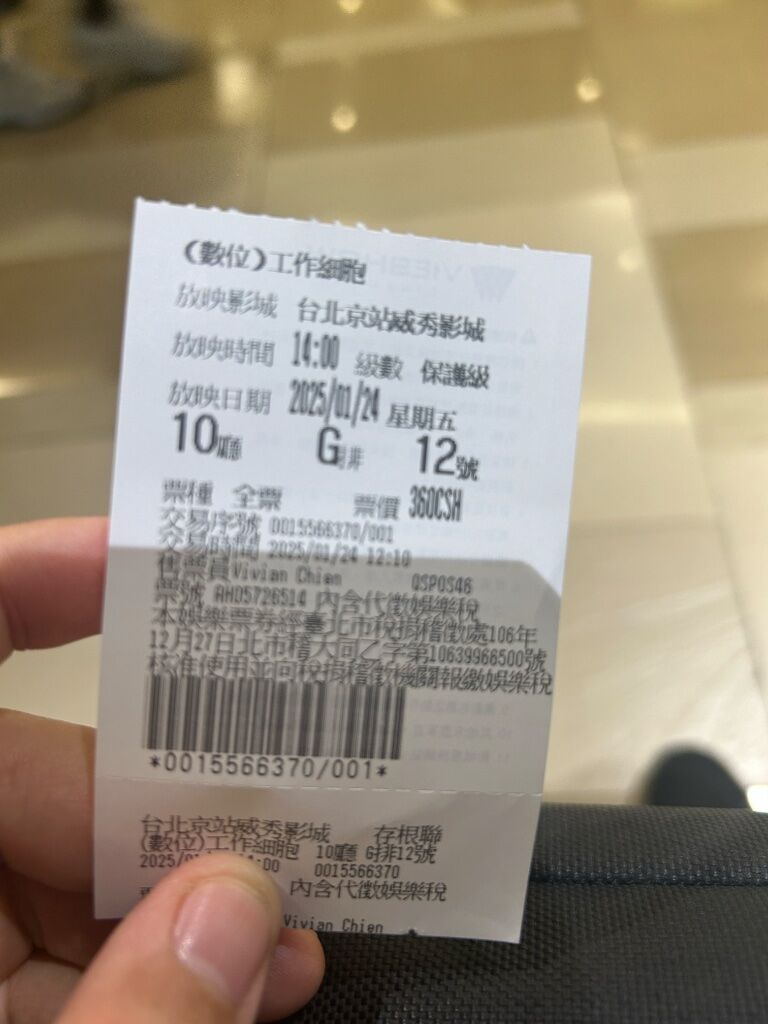 (數位)工作細胞
放映影城 台北京站威秀影城
放映時間 14:00 級數 保護級
放映日期 2025/01/24 星期五
10廳 G排 12號
票種 全票 票價 360CSH
交易序號 0015566370/001
交易時間 2025/01/24 12:10
售票員Vivian Chien QSPOS46
票號 AH05726514 內含代徵娛樂稅
本娛樂票券經臺北市稅捐稽徵處106年
12月27日北市稽大同乙字第10639966500號
核准使用並向稅捐稽徵機關報繳娛樂稅
*0015566370/001*
台北京站威秀影城 存根聯
(數位)工作細胞 10廳 G排12號
2025/0 :00 0015566370
內含代徵娛樂稅
Vivian Chien